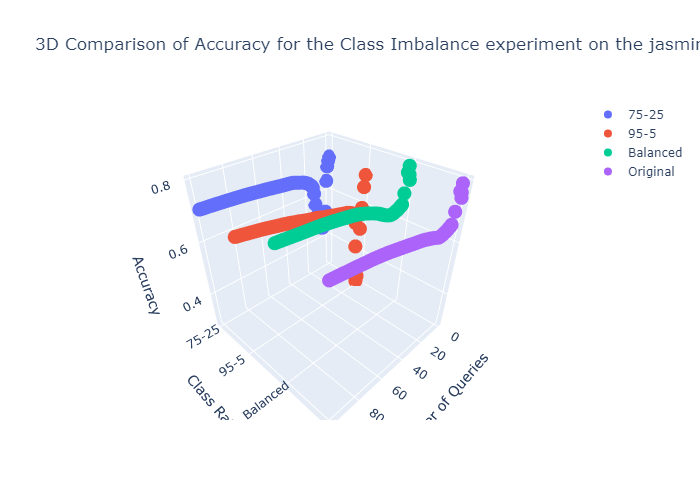 3D Comparison of Accuracy for the Class Imbalance experiment on the jasmin
75-25
95-5
Balanced
Original
0.8
0.6
0.4
Accuracy
75-25
95-5
Balanced
Class Ra
0
20
40
60
80
er of Queries